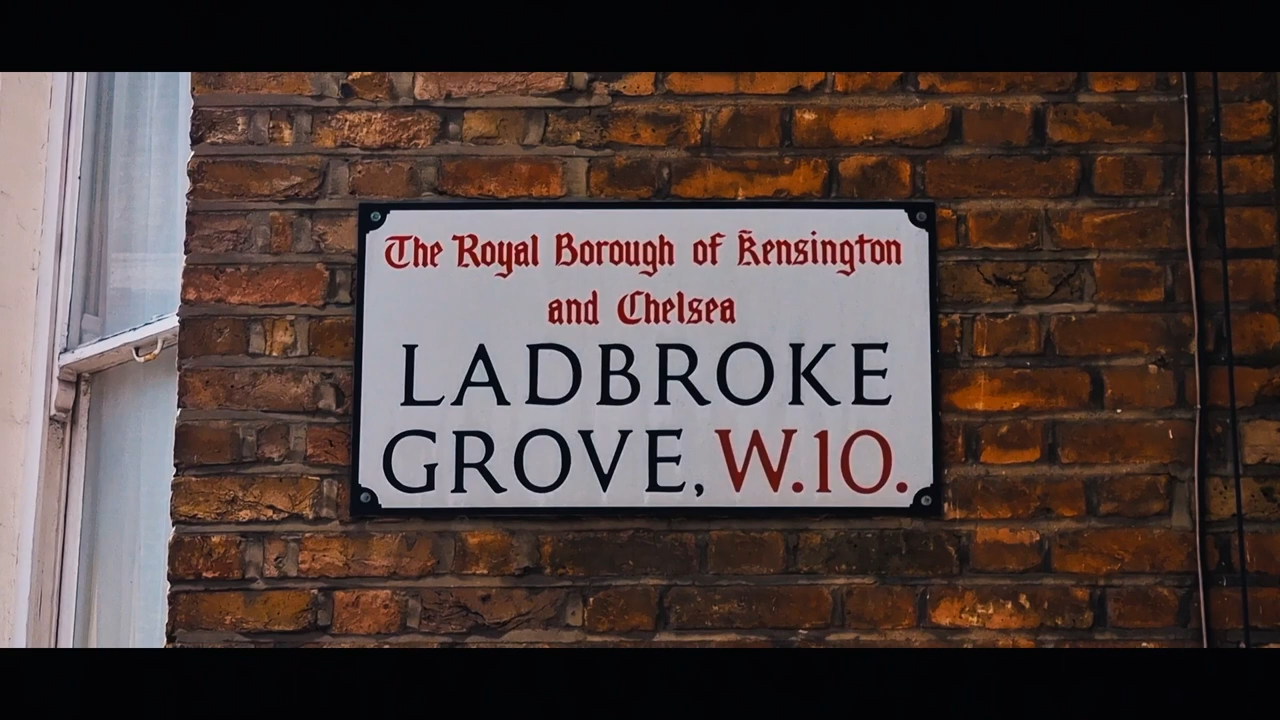 The Royal Borough of Kensington
and Chelsea
LADBROKE
GROVE, W.10.